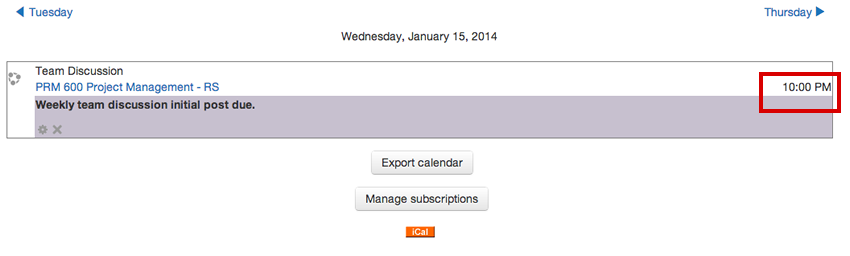 Tuesday
Thursday
Wednesday, January 15, 2014
Team Discussion
PRM 600 Project Management - RS
10:00 PM
Weekly team discussion initial post due.
Export calendar
Manage subscriptions
iCal